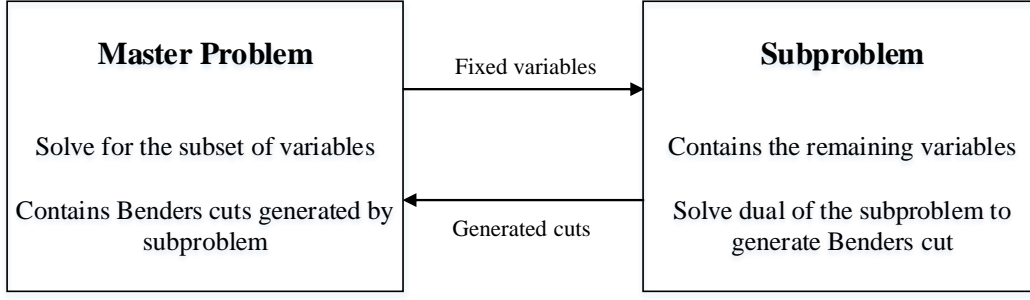 Master Problem
Solve for the subset of variables
Contains Benders cuts generated by
subproblem
Fixed variables
Generated cuts
Subproblem
Contains the remaining variables
Solve dual of the subproblem to
generate Benders cut